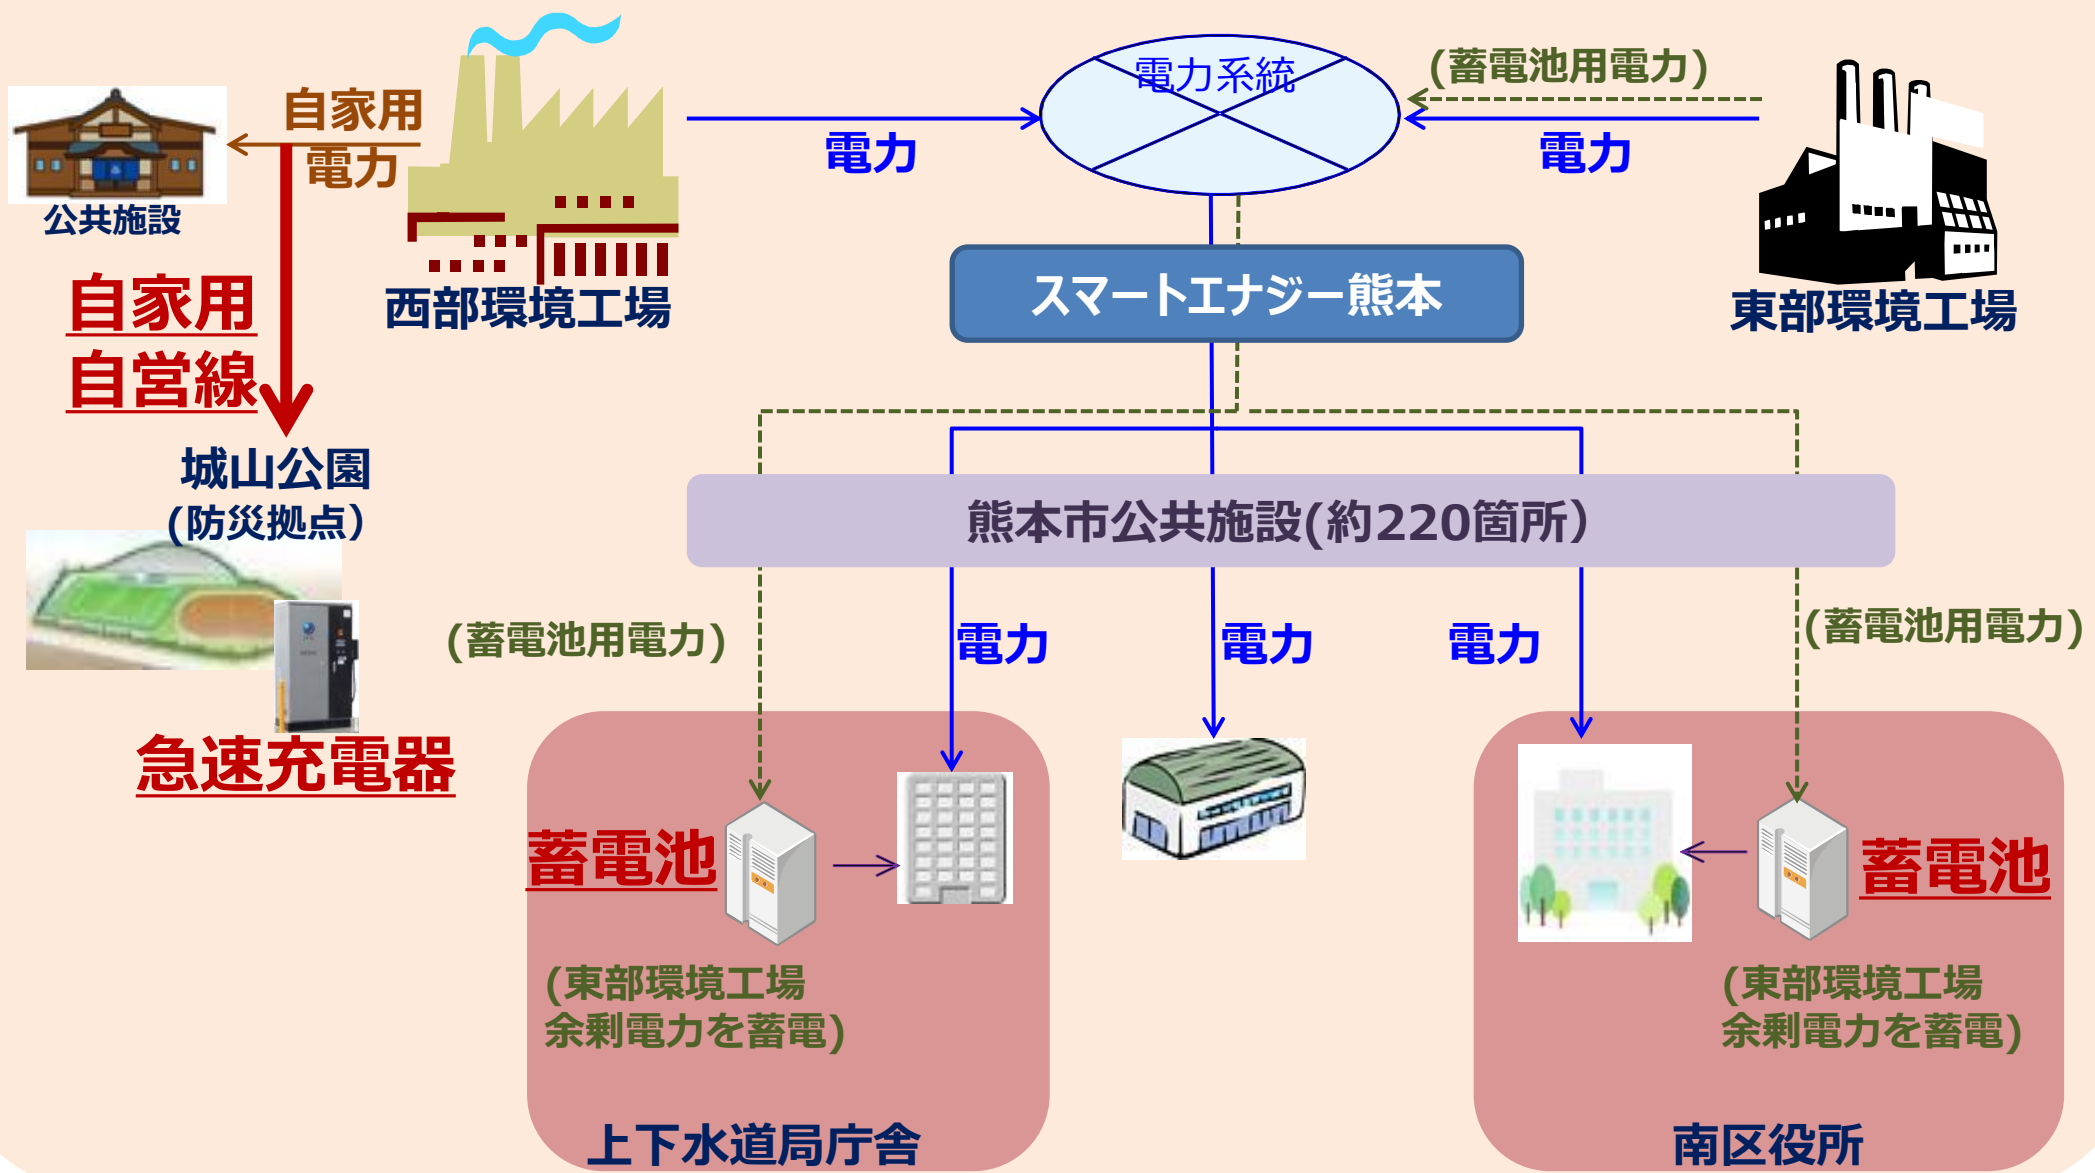 (蓄電池用電力)
電力系統
自家用
電力
公共施設
電力
電力
西部環境工場
スマートエナジー熊本
東部環境工場
自家用
自営線
城山公園
(防災拠点）
熊本市公共施設(約220箇所）
(蓄電池用電力)
電力
電力
電力
(蓄電池用電力)
急速充電器
蓄電池
蓄電池
(東部環境工場
余剰電力を蓄電)
(東部環境工場
余剰電力を蓄電)
上下水道局庁舎
南区役所